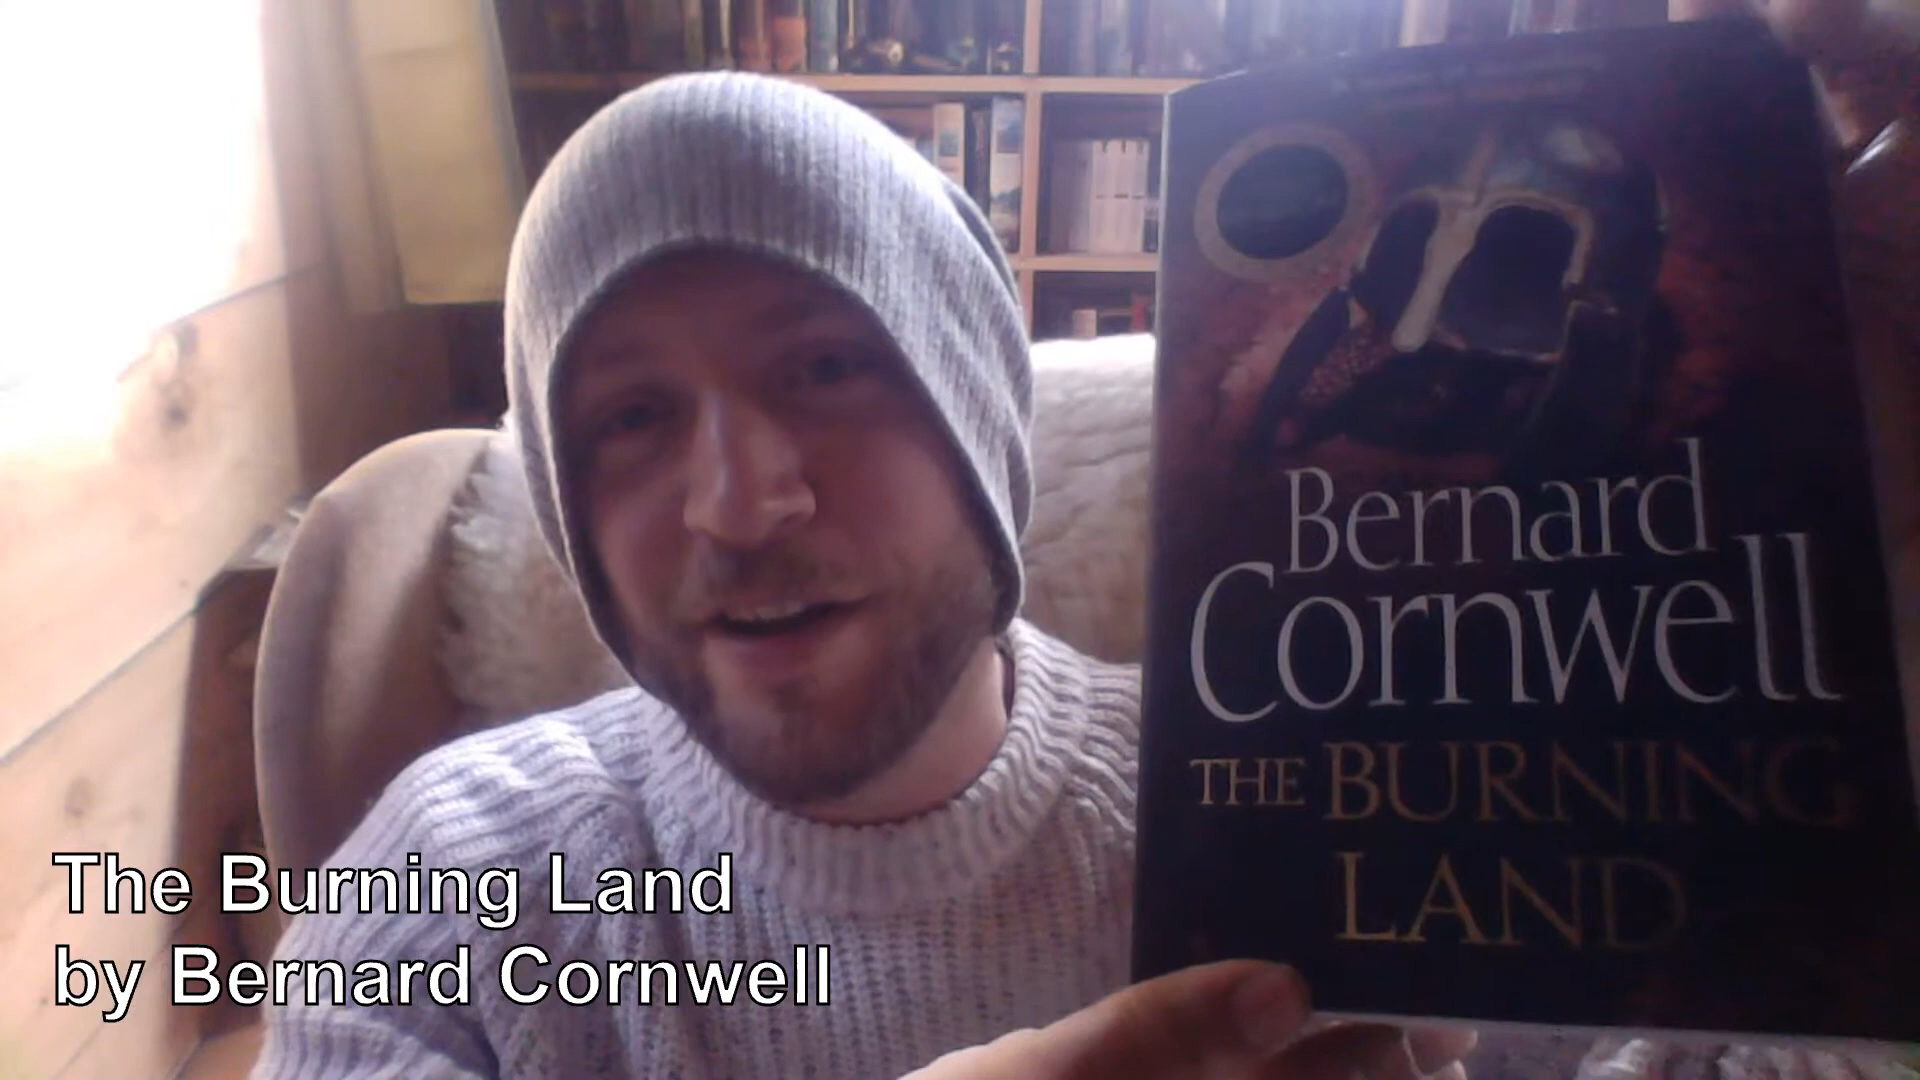 Bernard
Cornwell
THE BURNING
LAND
The Burning Land
by Bernard Cornwell